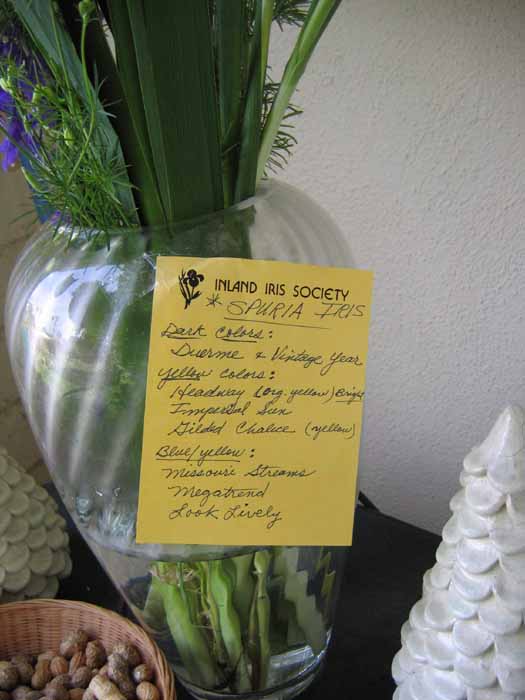 INLAND IRIS SOCIETY
* SPURIA IRIS
Dark Colors:
Duerme & Vintage Year
Yellow Colors:
Headway (org. yellow) Bright
Imperial Sun
Gilded Chalice (yellow)
Blue/yellow:
Missouri Streams
Megatrend
Look Lively